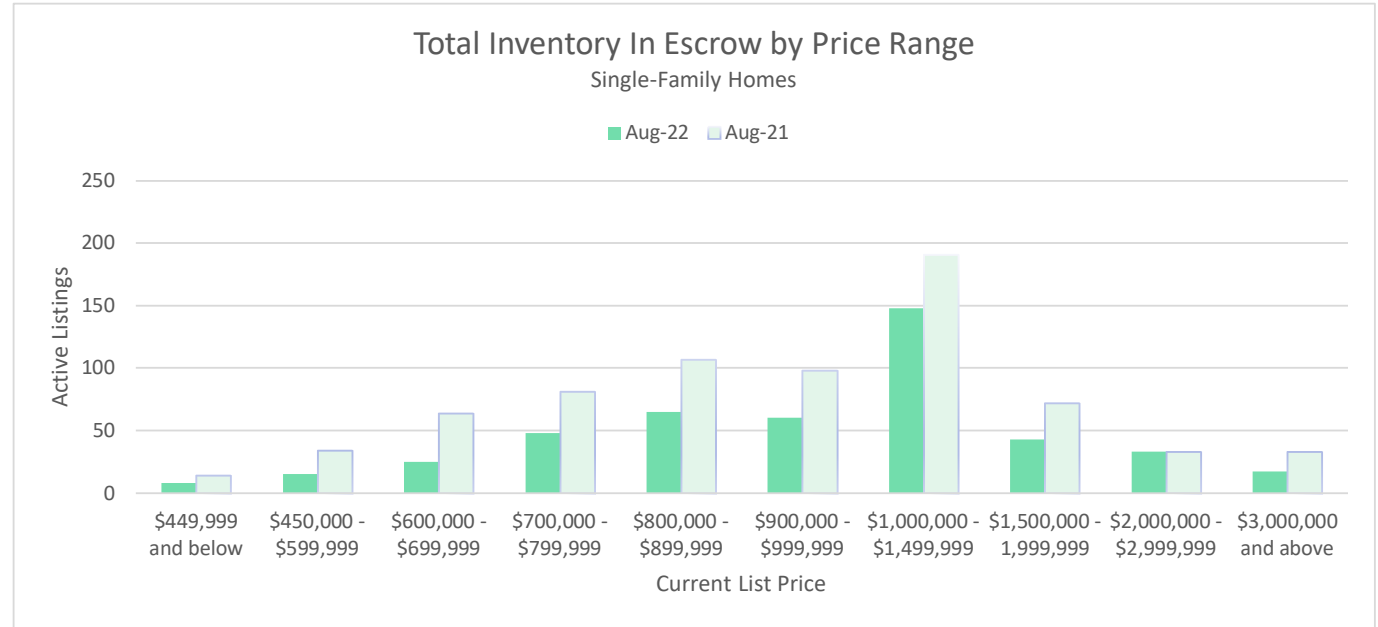 Total Inventory In Escrow by Price Range
Single-Family Homes
Aug-22 Aug-21
250
200
150
100
50
0
Active Listings
$449,999 $450,000 - $600,000 - $700,000 - $800,000 - $900,000 - $1,000,000 - $1,500,000 - $2,000,000 - $3,000,000
and below $599,999 $699,999 $799,999 $899,999 $999,999 $1,499,999 1,999,999 $2,999,999 and above
Current List Price